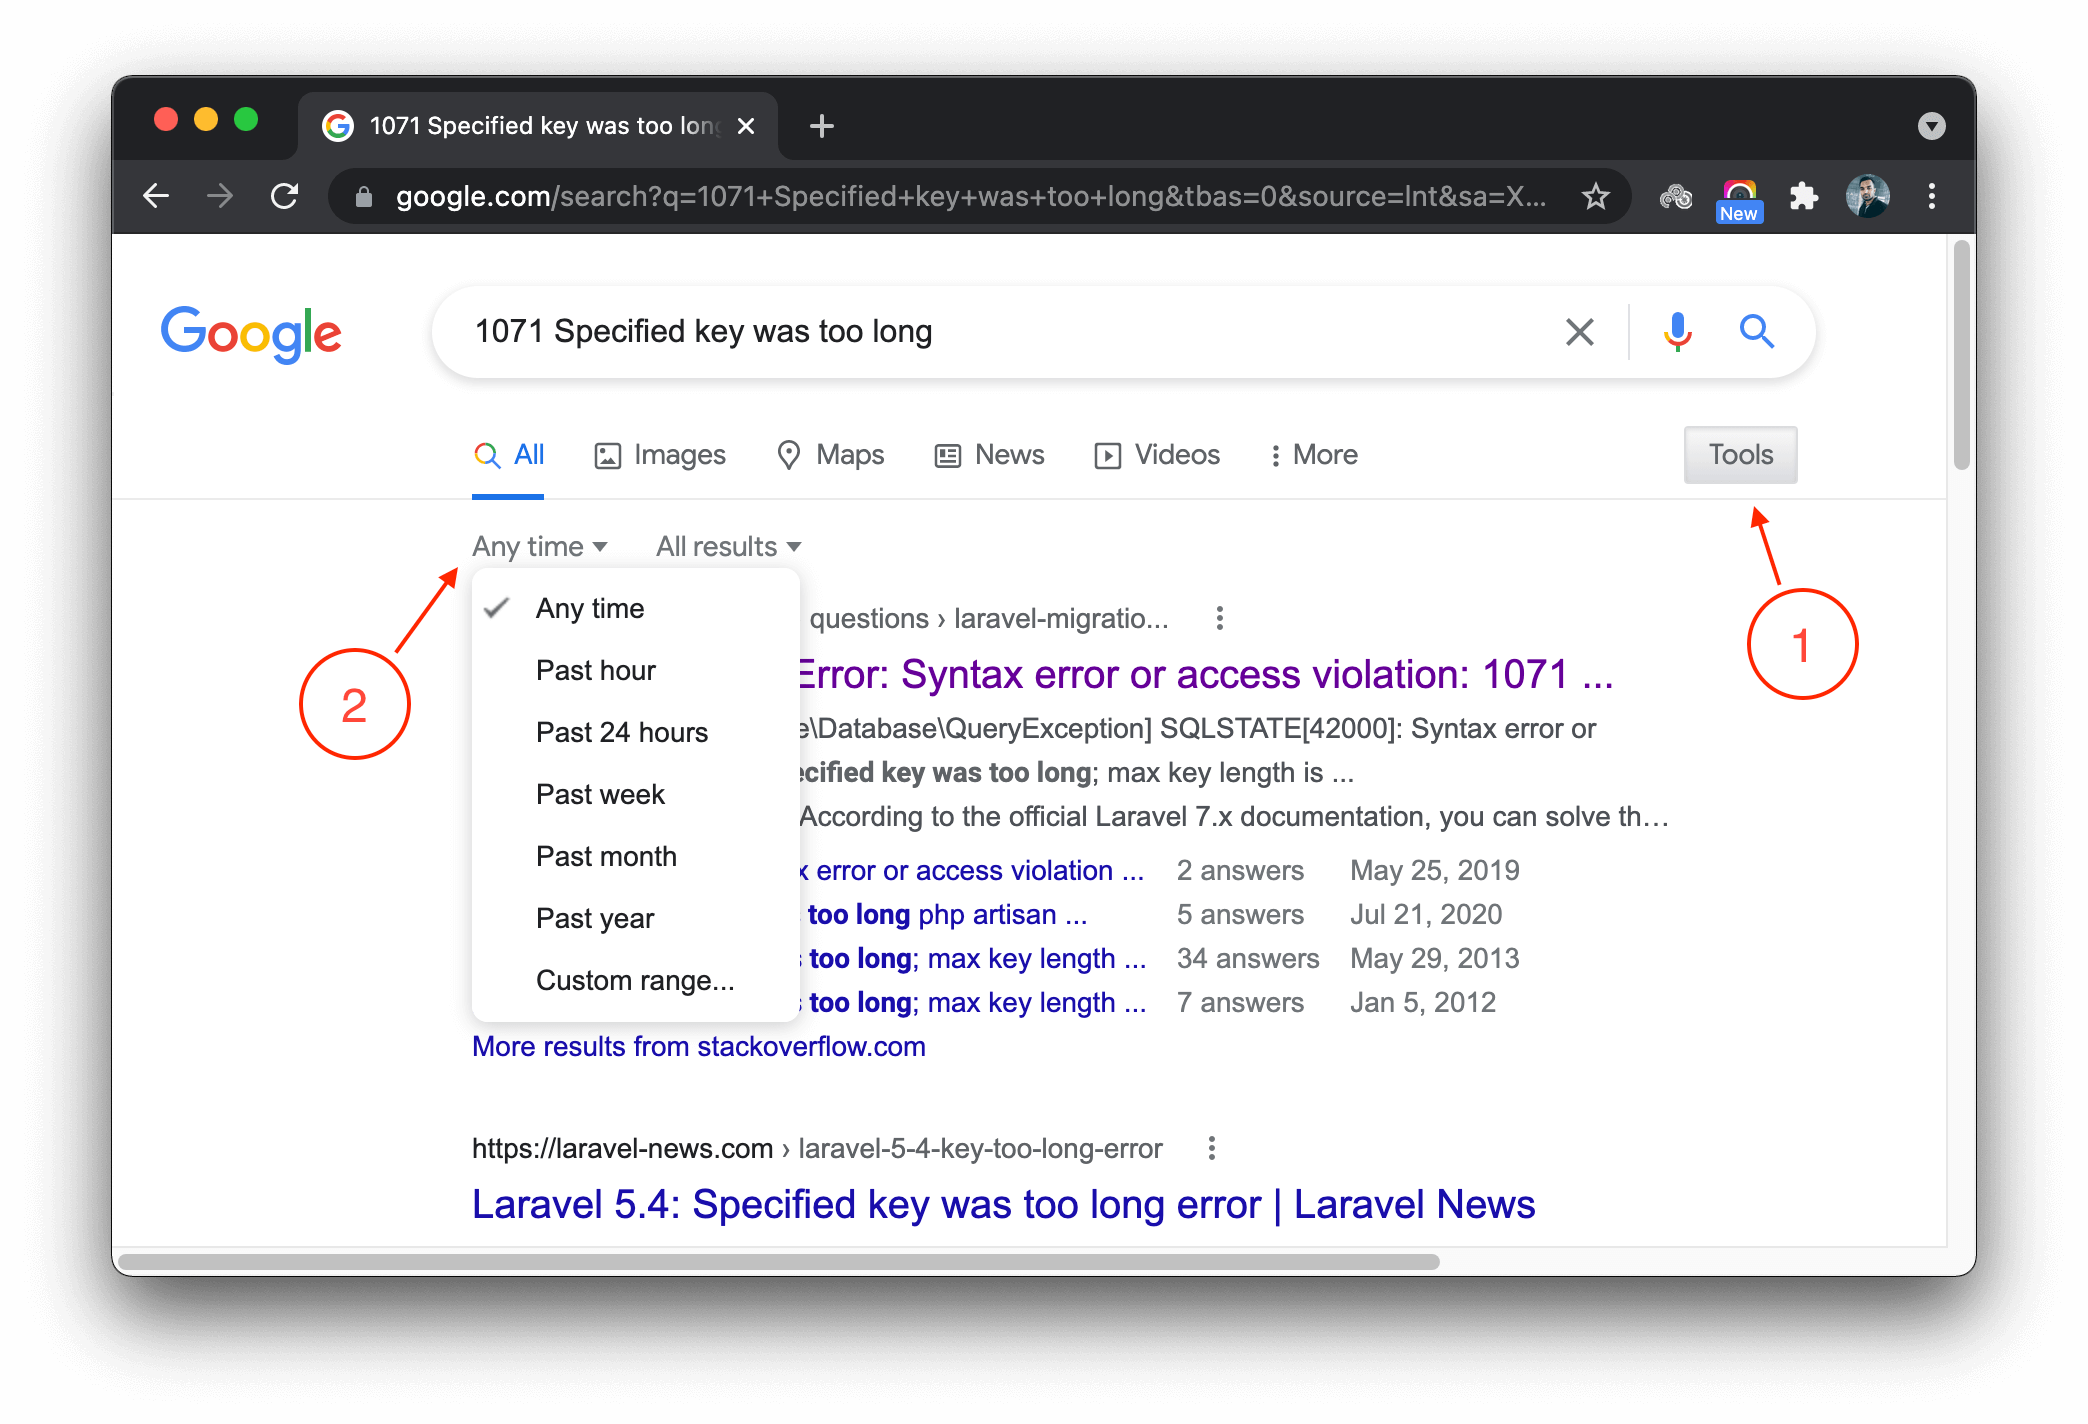 1071 Specified key was too long
google.com/search?q=1071+Specified+key+was+too+long&tbas=0&source=lnt&sa=X...
New
Google
1071 Specified key was too long
All Images Maps News Videos More Tools
Any time All results
Any time
Past hour
Past 24 hours
Past week
Past month
Past year
Custom range...
2
1
questions › laravel-migratio...
Error: Syntax error or access violation: 1071 ...
e\Database\QueryException] SQLSTATE[42000]: Syntax error or
ecified key was too long; max key length is ...
According to the official Laravel 7.x documentation, you can solve th...
x error or access violation ... 2 answers May 25, 2019
too long php artisan ... 5 answers Jul 21, 2020
too long; max key length ... 34 answers May 29, 2013
too long; max key length ... 7 answers Jan 5, 2012
More results from stackoverflow.com
https://laravel-news.com › laravel-5-4-key-too-long-error
Laravel 5.4: Specified key was too long error | Laravel News